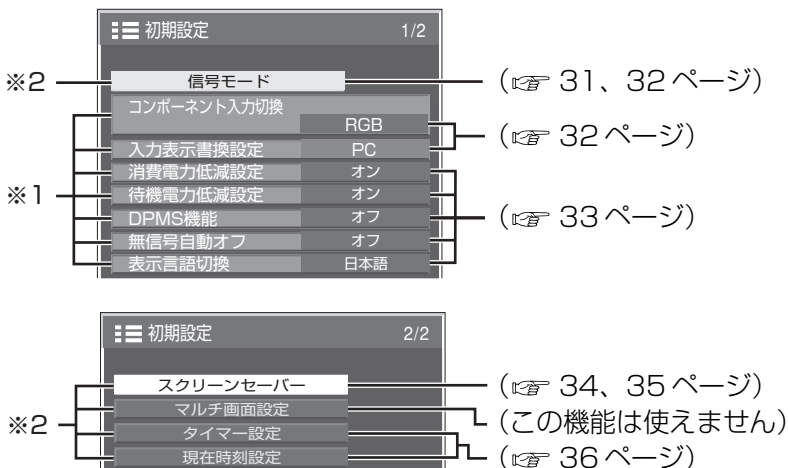 初期設定 1/2
※2 信号モード (☞ 31、32 ページ)
コンポーネント入力切換
RGB
(☞ 32 ページ)
入力表示書換設定 PC
消費電力低減設定 オン
※1 待機電力低減設定 オン
DPMS機能 オフ (☞ 33 ページ)
無信号自動オフ オフ
表示言語切換 日本語
初期設定 2/2
スクリーンセーバー (☞ 34、35 ページ)
マルチ画面設定 (この機能は使えません)
※2 タイマー設定
現在時刻設定 (☞ 36 ページ)